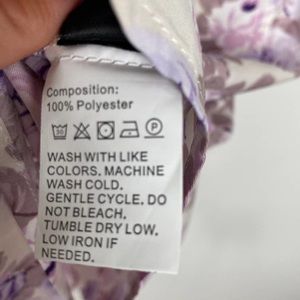 Composition:
100% Polyester
WASH WITH LIKE
COLORS. MACHINE
WASH COLD.
GENTLE CYCLE. DO
NOT BLEACH.
TUMBLE DRY LOW.
LOW IRON IF
NEEDED.